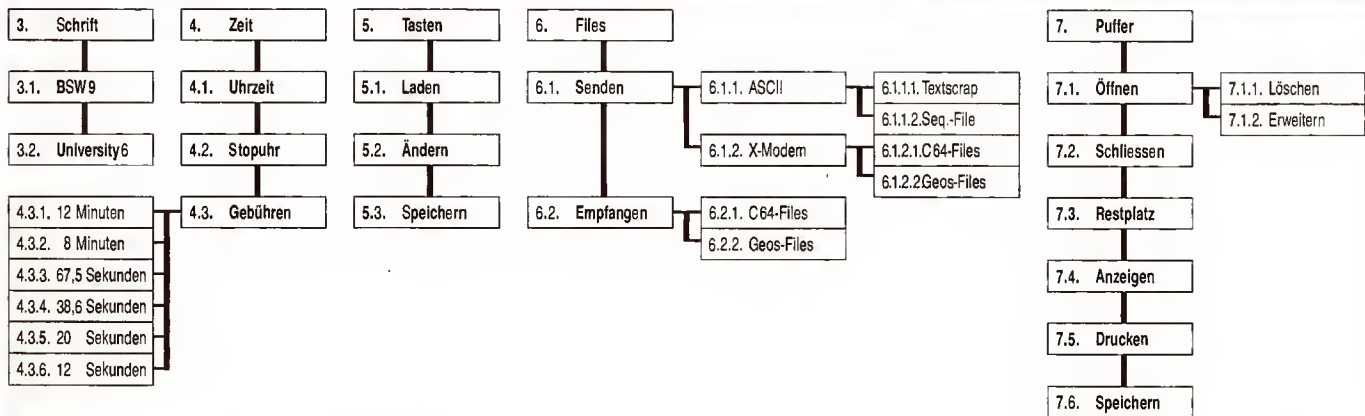 3. Schrift
3.1. BSW9
3.2. University6
4. Zeit
4.1. Uhrzeit
4.2. Stopuhr
4.3. Gebühren
4.3.1. 12 Minuten
4.3.2. 8 Minuten
4.3.3. 67,5 Sekunden
4.3.4. 38,6 Sekunden
4.3.5. 20 Sekunden
4.3.6. 12 Sekunden
5. Tasten
5.1. Laden
5.2. Ändern
5.3. Speichern
6. Files
6.1. Senden
6.1.1. ASCII
6.1.1.1. Textscrap
6.1.1.2.Seq.-File
6.1.2. X-Modem
6.1.2.1.C64-Files
6.1.2.2Geos-Files
6.2. Empfangen
6.2.1. C64-Files
6.2.2. Geos-Files
7. Puffer
7.1. Öffnen
7.1.1. Löschen
7.1.2. Erweitern
7.2. Schliessen
7.3. Restplatz
7.4. Anzeigen
7.5. Drucken
7.6. Speichern